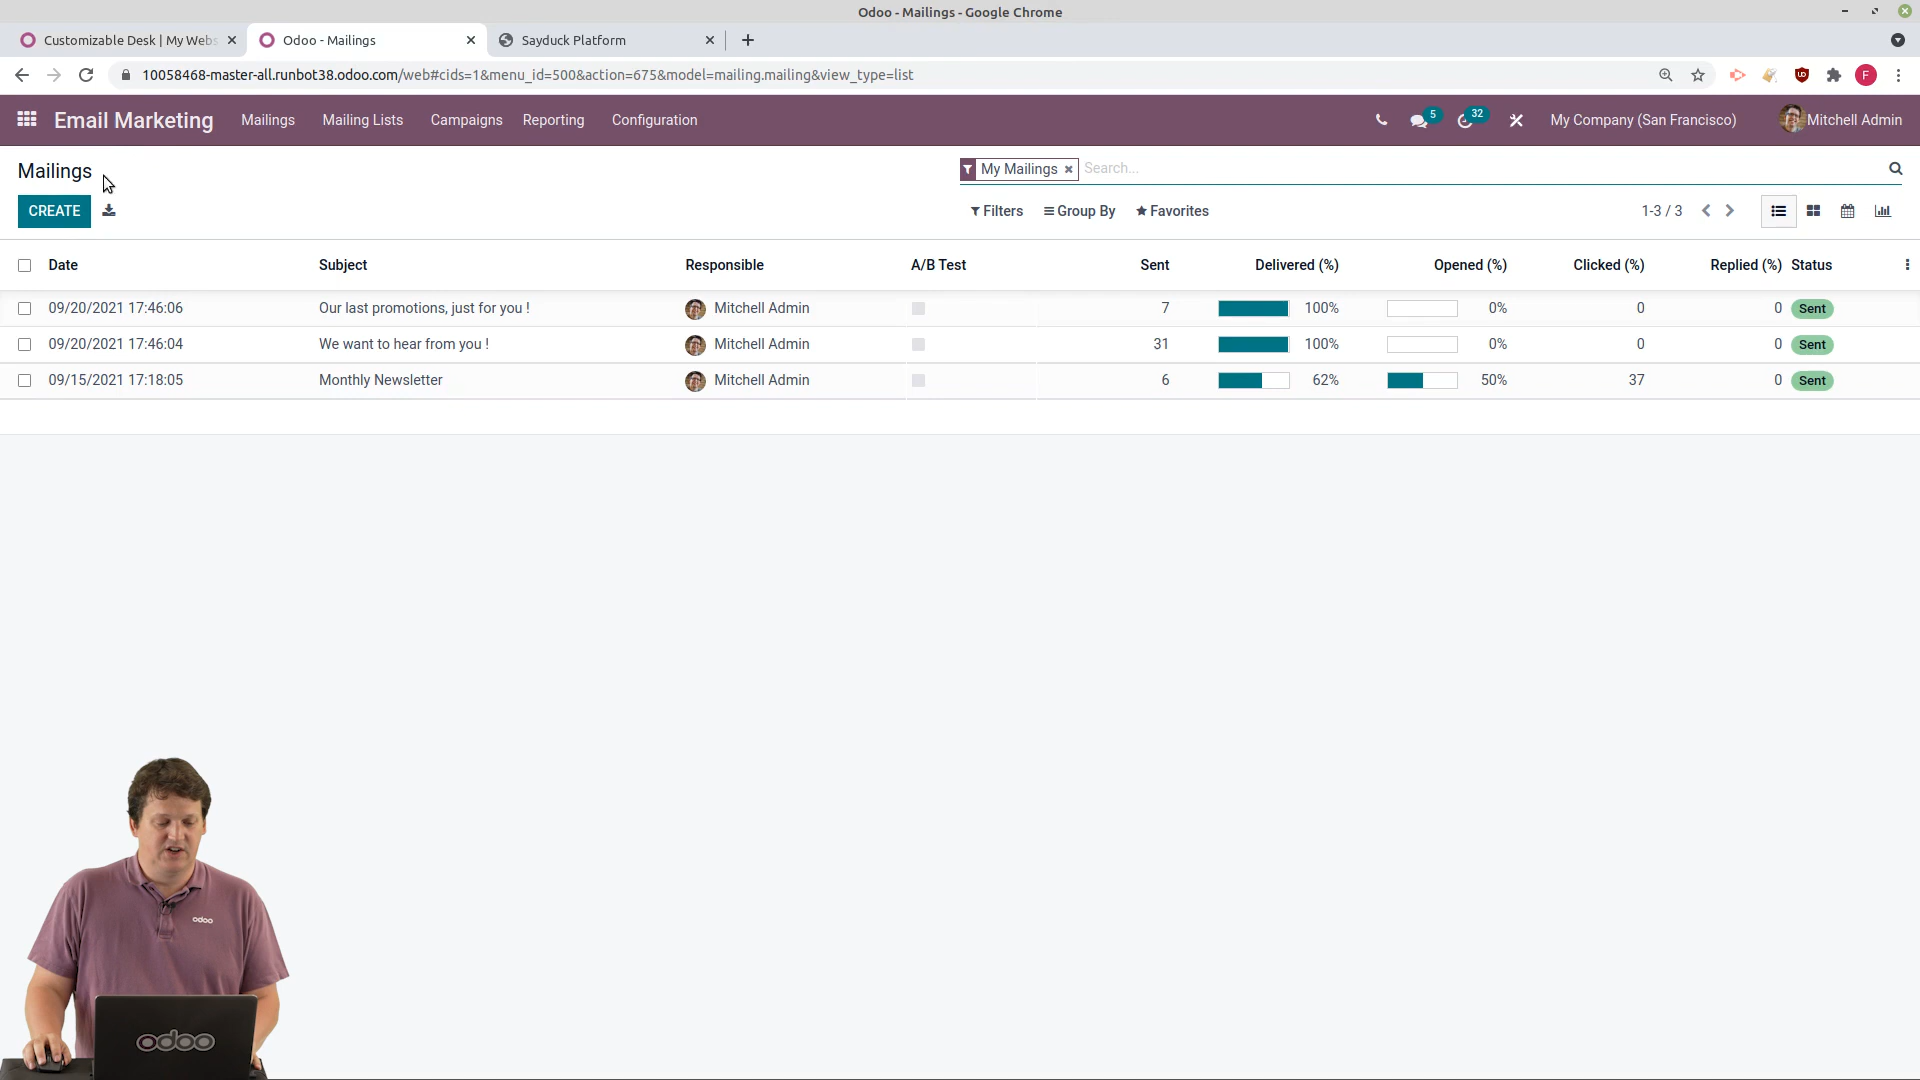 Odoo - Mailings - Google Chrome
Customizable Desk | My Webs
Odoo - Mailings
Sayduck Platform
10058468-master-all.runbot38.odoo.com/web#cids=1&menu_id=500&action=675&model=mailing.mailing&view_type=list
F
Email Marketing Mailings Mailing Lists Campaigns Reporting Configuration 5 32 My Company (San Francisco) Mitchell Admin
Mailings
My Mailings Search...
CREATE Filters Group By Favorites 1-3 / 3
Date Subject Responsible A/B Test Sent Delivered (%) Opened (%) Clicked (%) Replied (%) Status
09/20/2021 17:46:06 Our last promotions, just for you ! Mitchell Admin 7 100% 0% 0 0 Sent
09/20/2021 17:46:04 We want to hear from you ! Mitchell Admin 31 100% 0% 0 0 Sent
09/15/2021 17:18:05 Monthly Newsletter Mitchell Admin 6 62% 50% 37 0 Sent
odoo
odoo